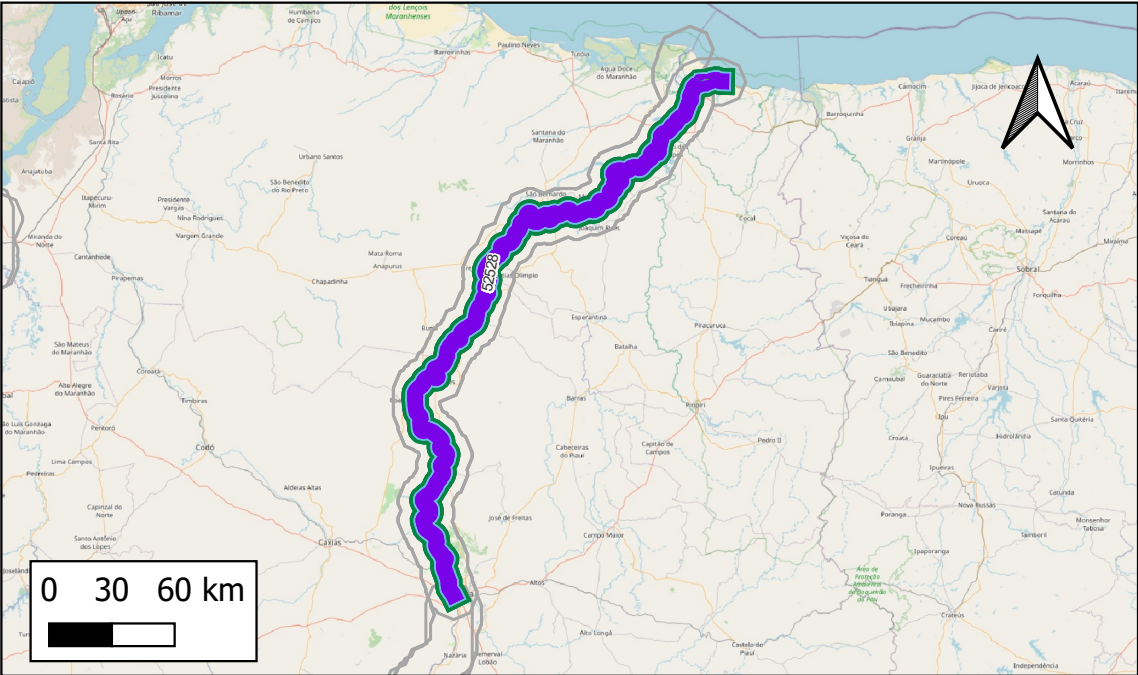 Ribamar
Humberto
de Campos
dos Lençóis
Maranhenses
Paulino Neves
Barreirinhas
Tutóia
Água Doce
do Maranhão
Icatu
Morros
Presidente
Juscelino
Cajapió
Rosário
Santa Rita
Anajatuba
Itapecuru
Mirim
Miranda do
Norte
Cantanhede
Pirapemas
Presidente
Vargas
Nina Rodrigues
Vargem Grande
Urbano Santos
São Benedito
do Rio Preto
Santana do
Maranhão
São Bernardo
Mata Roma
Anapurus
Chapadinha
52528
Esperantina
Batalha
Barras
Piracuruca
Piripiri
Pedro II
Capitão de
Campos
Cabeceiras
do Piauí
José de Freitas
Campo Maior
Altos
Alto Longá
Castelo do
Piauí
Nazária
Demerval
Lobão
Caxias
Aldeias Altas
Codó
Timbiras
Coroatá
São Mateus
do Maranhão
Alto Alegre
do Maranhão
Peritoró
Lima Campos
Pedreiras
Capinzal do
Norte
Santo Antônio
dos Lopes
Cocal
Barroquinha
Camocim
Jijoca de Jericoacoara
Acaraú
Granja
Martinópole
Uruoca
Morrinhos
Santana do
Acaraú
Massapê
Miraíma
Coreaú
Viçosa do
Ceará
Tianguá
Frecheirinha
Sobral
Forquilha
Ubajara
Ibiapina
Mucambo
Cariré
São Benedito
Carnaubal
Guaraciaba
do Norte
Reriutaba
Varjota
Pires Ferreira
Ipu
Santa Quitéria
Croatá
Hidrolândia
Ipueiras
Catunda
Nova Russas
Poranga
Monsenhor
Tabosa
Tamboril
Ipaporanga
Crateús
Independência
0 30 60 km